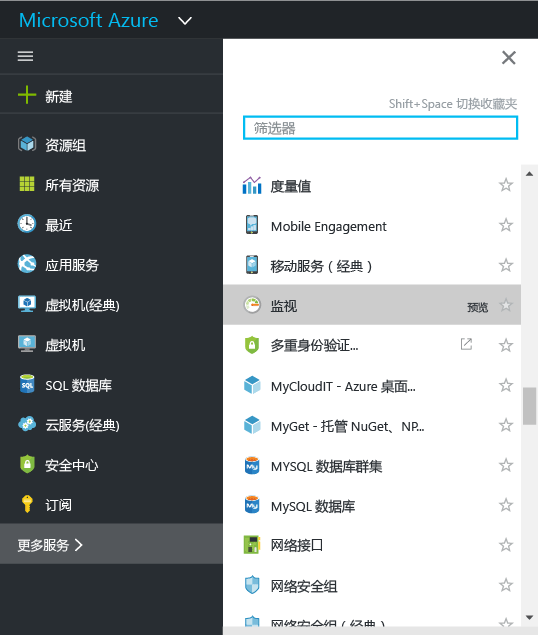 Microsoft Azure
新建
资源组
所有资源
最近
应用服务
虚拟机(经典)
虚拟机
SQL 数据库
云服务(经典)
安全中心
订阅
更多服务
Shift+Space 切换收藏夹
筛选器
度量值
Mobile Engagement
移动服务（经典）
监视
预览
多重身份验证...
MyCloudIT - Azure 桌面...
MyGet - 托管 NuGet、NP...
MYSQL 数据库群集
MySQL 数据库
网络接口
网络安全组
网络安全组（经典）